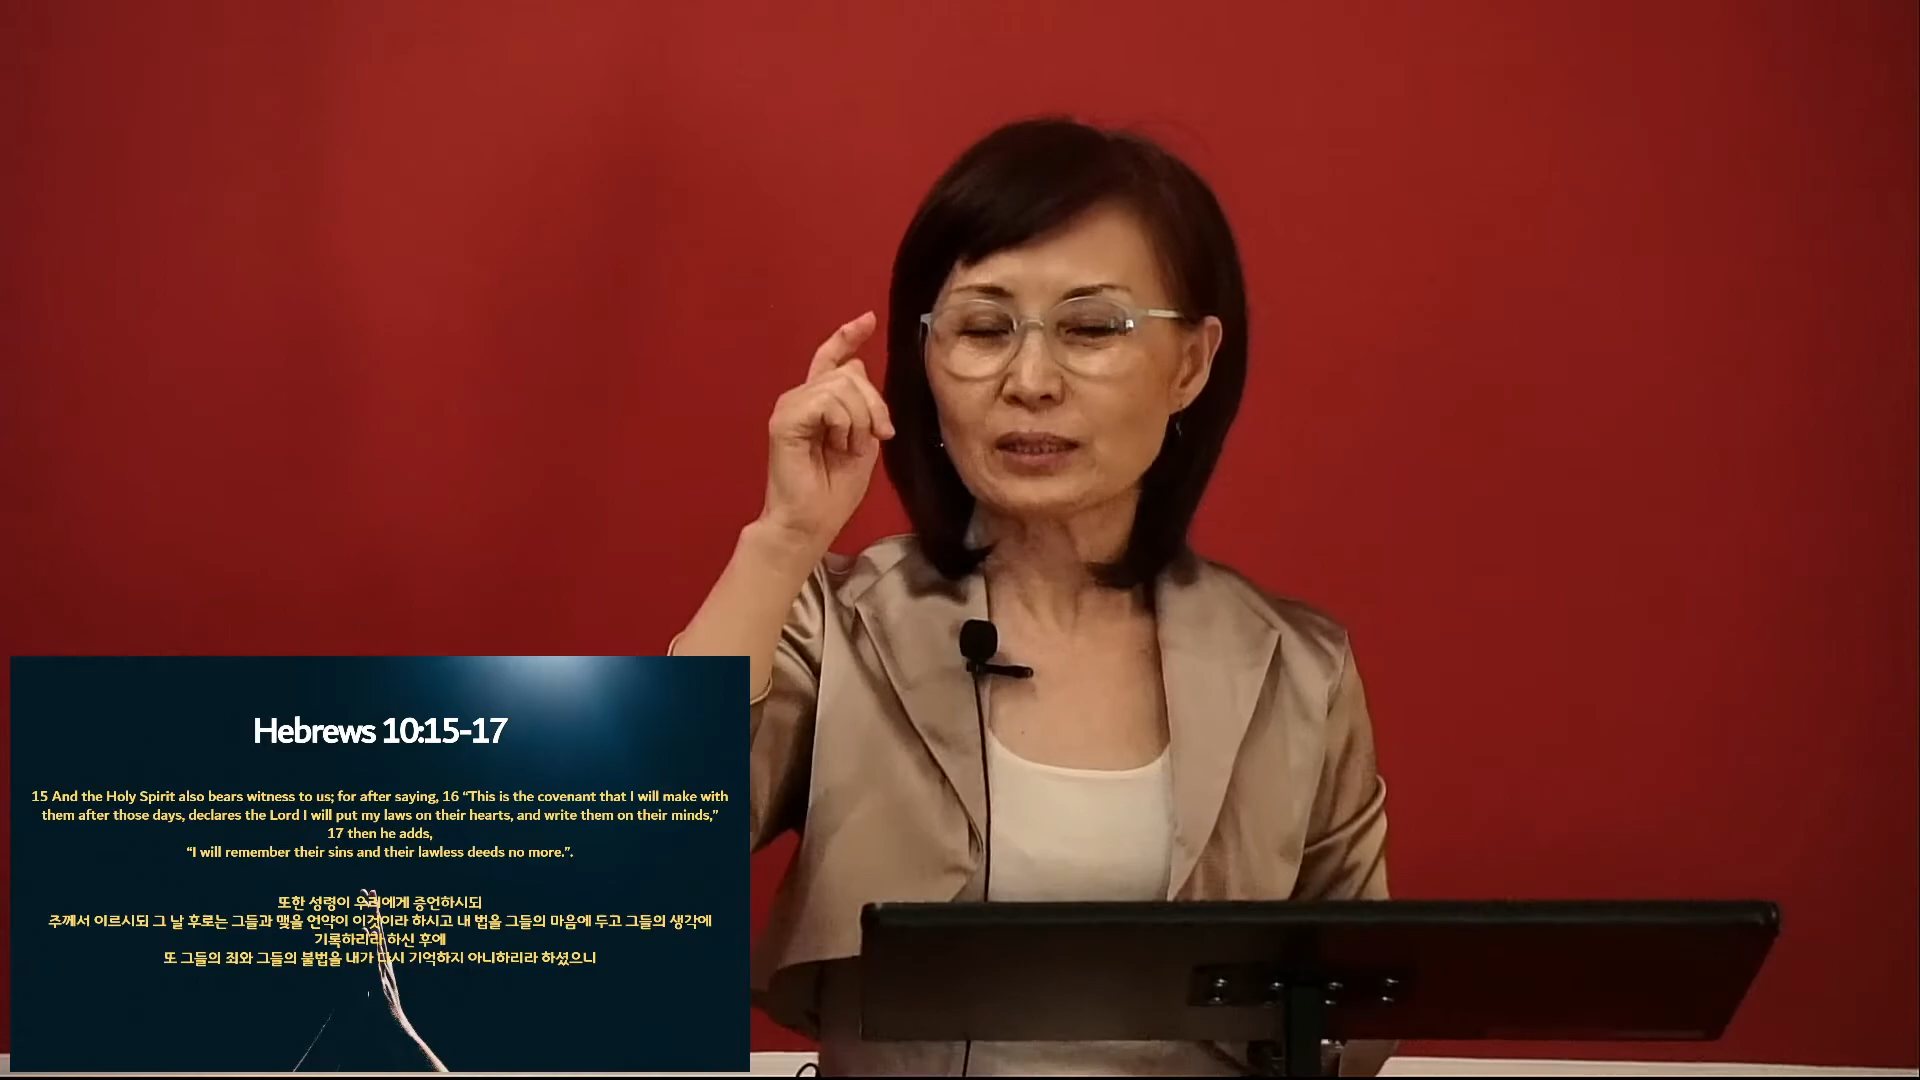 Hebrews 10:15-17
15 And the Holy Spirit also bears witness to us; for after saying, 16 “This is the covenant that I will make with
them after those days, declares the Lord I will put my laws on their hearts, and write them on their minds,”
17 then he adds,
“I will remember their sins and their lawless deeds no more.”.
또한 성령이 우리에게 증언하시되
주께서 이르시되 그 날 후로는 그들과 맺을 언약이 이것이라 하시고 내 법을 그들의 마음에 두고 그들의 생각에
기록하리라 하신 후에
또 그들의 죄와 그들의 불법을 내가 다시 기억하지 아니하리라 하셨으니